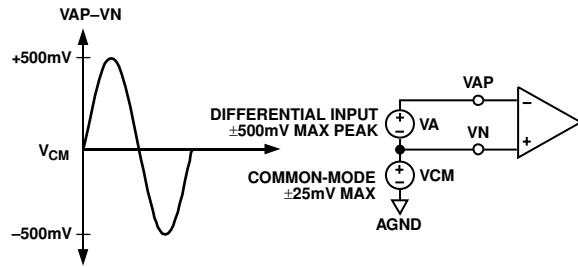 VAP–VN
+500mV
VCM
–500mV
DIFFERENTIAL INPUT
±500mV MAX PEAK
COMMON-MODE
±25mV MAX
VAP
+
–
VA
VN
+
–
VCM
AGND
–
+